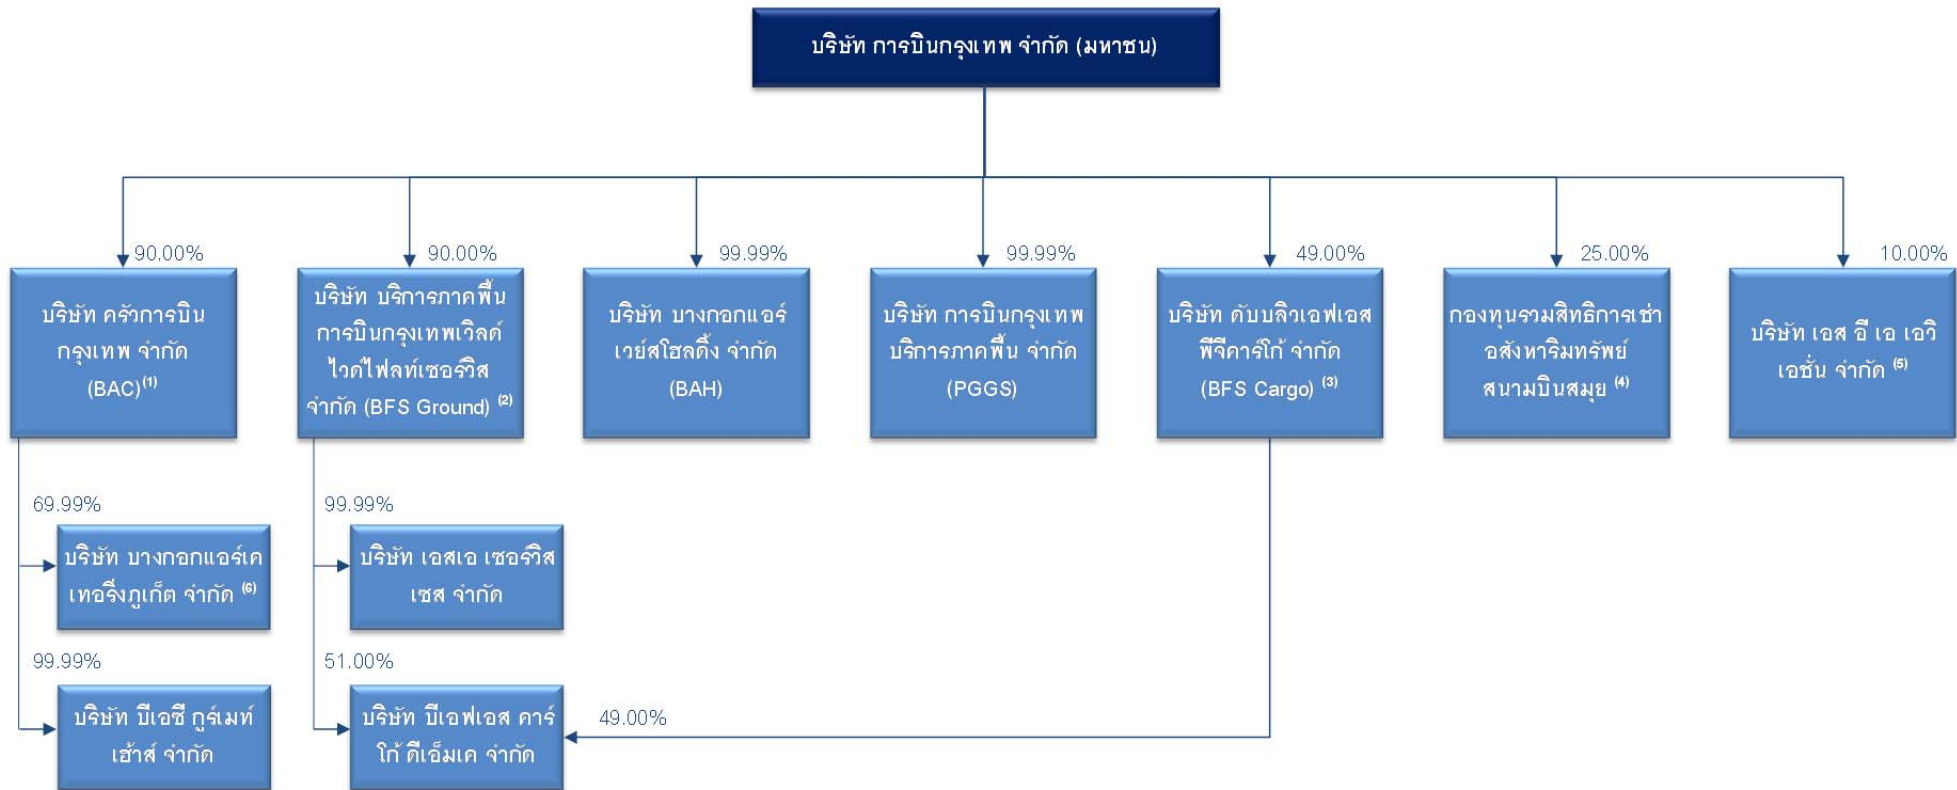 บริษัท การบินกรุงเทพ จำกัด (มหาชน)
90.00%
90.00%
99.99%
99.99%
49.00%
25.00%
10.00%
บริษัท ครัวการบิน
กรุงเทพ จำกัด
(BAC)⁽¹⁾
บริษัท บริการภาคพื้น
การบินกรุงเทพเวิลด์
ไวด์ไฟลท์เซอร์วิส
จำกัด (BFS Ground) ⁽²⁾
บริษัท บางกอกแอร์
เวย์สโฮลดิ้ง จำกัด
(BAH)
บริษัท การบินกรุงเทพ
บริการภาคพื้น จำกัด
(PGGS)
บริษัท ดับบลิวเอฟเอส
พีจีคาร์โก้ จำกัด
(BFS Cargo) ⁽³⁾
กองทุนรวมสิทธิการเช่า
อสังหาริมทรัพย์
สนามบินสมุย ⁽⁴⁾
บริษัท เอส อี เอ เอวิ
เอชั่น จำกัด ⁽⁵⁾
69.99%
บริษัท บางกอกแอร์เค
เทอริ่งภูเก็ต จำกัด ⁽⁶⁾
99.99%
บริษัท บีเอซี กูร์เมท์
เฮ้าส์ จำกัด
99.99%
บริษัท เอสเอ เซอร์วิส
เซส จำกัด
51.00%
บริษัท บีเอฟเอส คาร์
โก้ ดีเอ็มเค จำกัด
49.00%